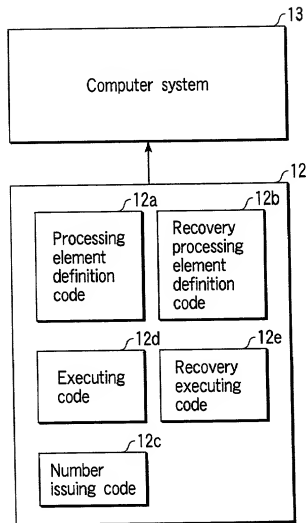 13
Computer system
12
12a
Processing
element
definition
code
12b
Recovery
processing
element
definition
code
12d
Executing
code
12e
Recovery
executing
code
12c
Number
issuing code